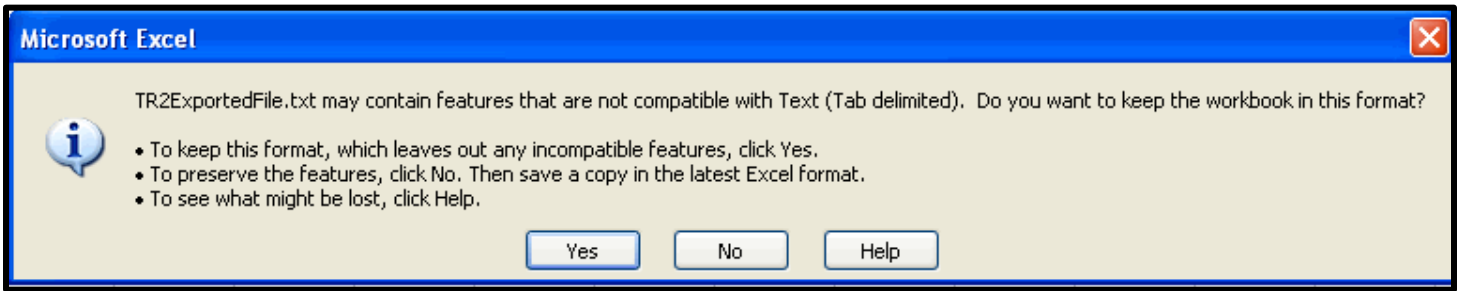 Microsoft Excel
TR2ExportedFile.txt may contain features that are not compatible with Text (Tab delimited).  Do you want to keep the workbook in this format?
• To keep this format, which leaves out any incompatible features, click Yes.
• To preserve the features, click No. Then save a copy in the latest Excel format.
• To see what might be lost, click Help.
Yes No Help